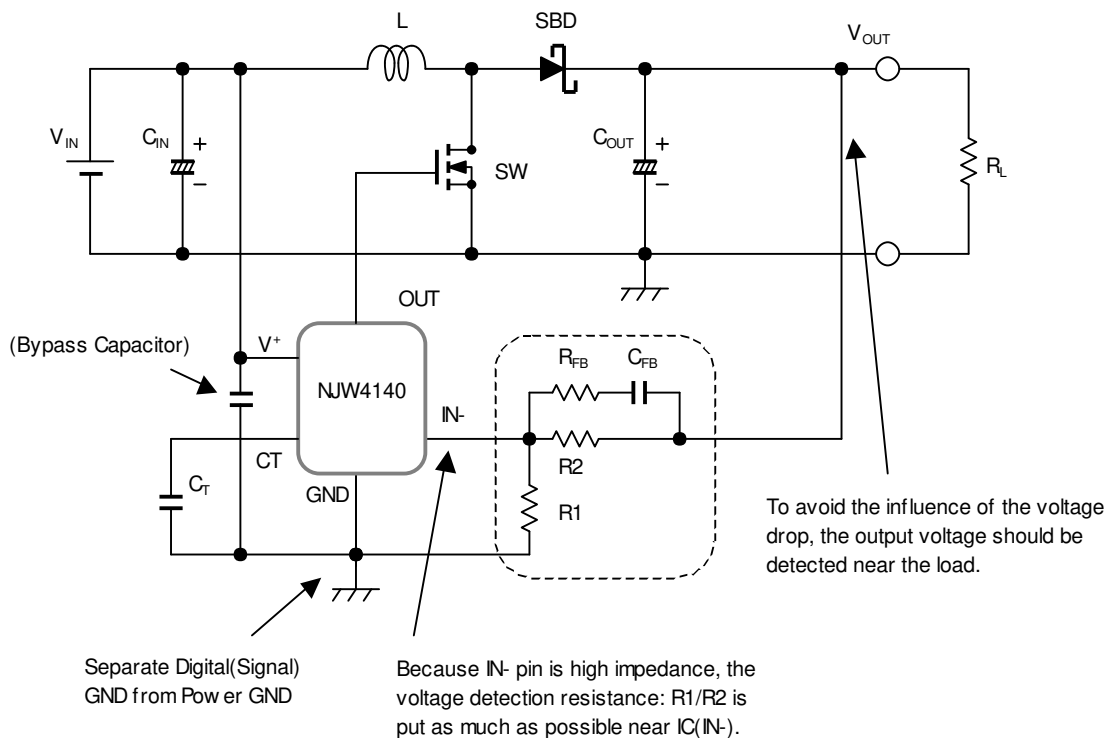 L
SBD
VOUT
VIN
CIN
+
−
SW
COUT
+
−
RL
OUT
(Bypass Capacitor)
V+
NJW4140
IN-
RFB
CFB
R2
R1
CT
CT
GND
To avoid the influence of the voltage
drop, the output voltage should be
detected near the load.
Separate Digital(Signal)
GND from Power GND
Because IN- pin is high impedance, the
voltage detection resistance: R1/R2 is
put as much as possible near IC(IN-).